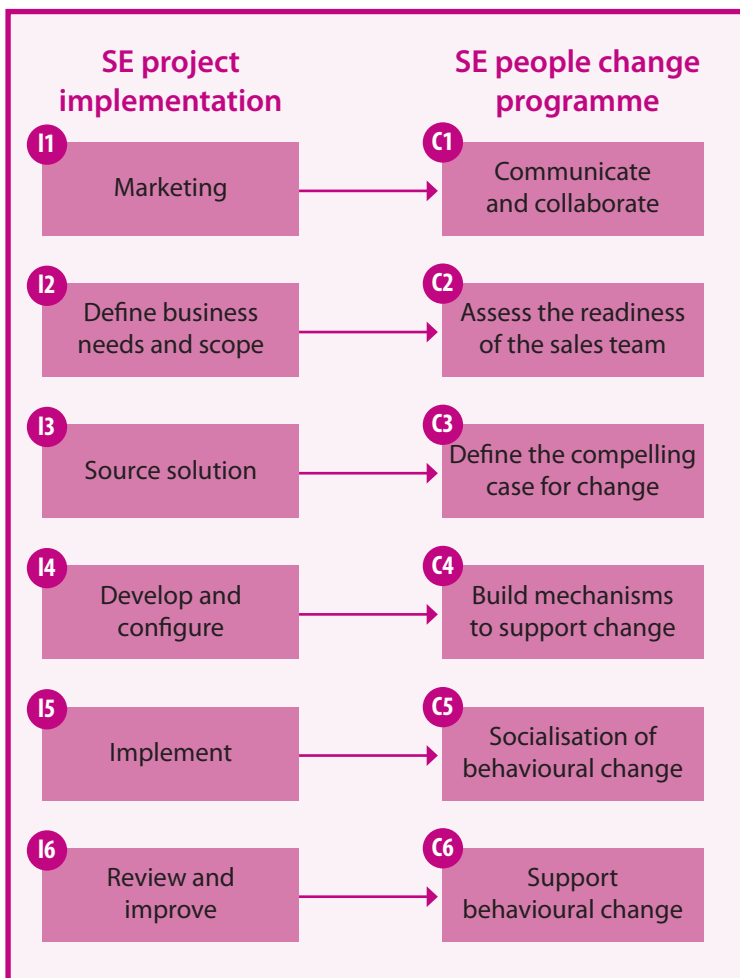 SE project
implementation
SE people change
programme
I1
Marketing
C1
Communicate
and collaborate
I2
Define business
needs and scope
C2
Assess the readiness
of the sales team
I3
Source solution
C3
Define the compelling
case for change
I4
Develop and
configure
C4
Build mechanisms
to support change
I5
Implement
C5
Socialisation of
behavioural change
I6
Review and
improve
C6
Support
behavioural change